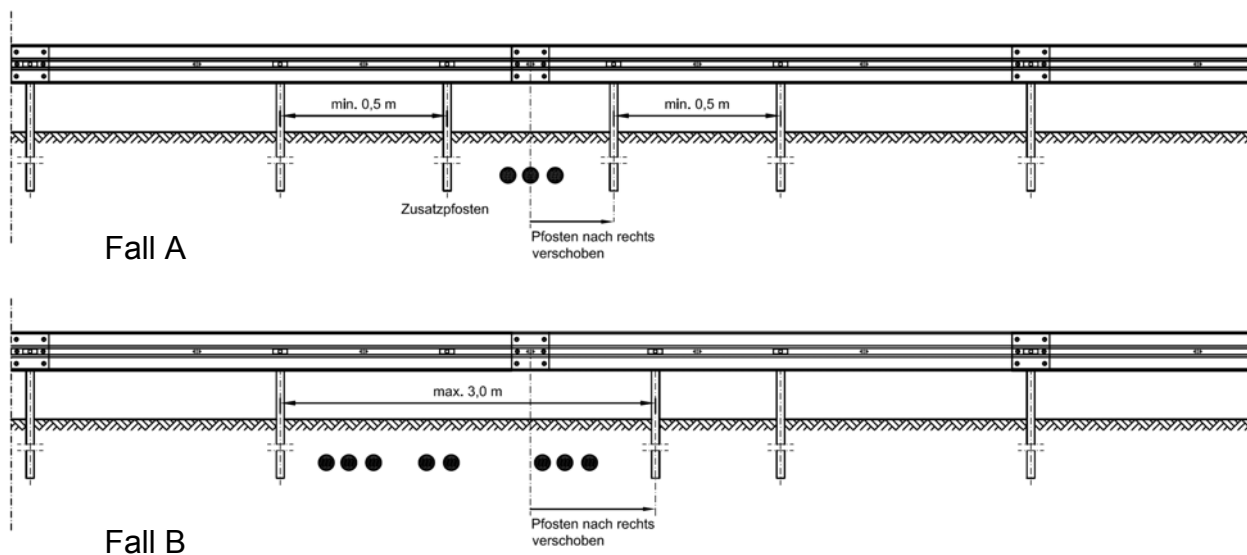 min. 0,5 m
min. 0,5 m
Zusatzpfosten
Pfosten nach rechts
verschoben
Fall A
max. 3,0 m
Pfosten nach rechts
verschoben
Fall B